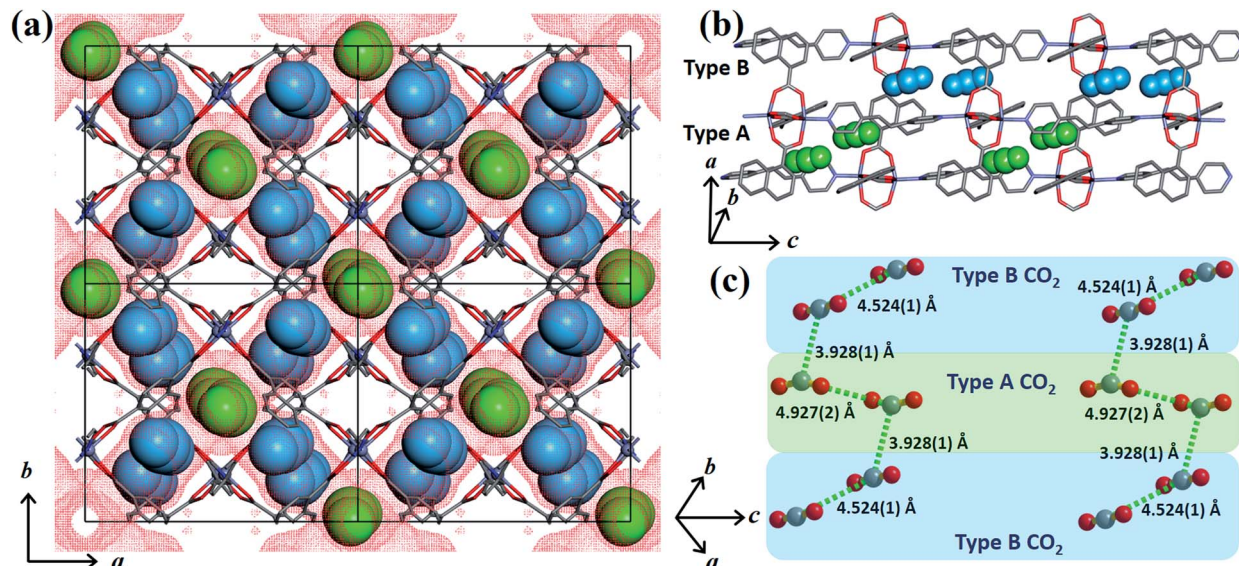 (a)
b
a
(b)
Type B
Type A
a
b
c
(c)
Type B CO₂
4.524(1) Å
4.524(1) Å
3.928(1) Å
3.928(1) Å
Type A CO₂
4.927(2) Å
4.927(2) Å
3.928(1) Å
3.928(1) Å
4.524(1) Å
4.524(1) Å
Type B CO₂
b
c
a